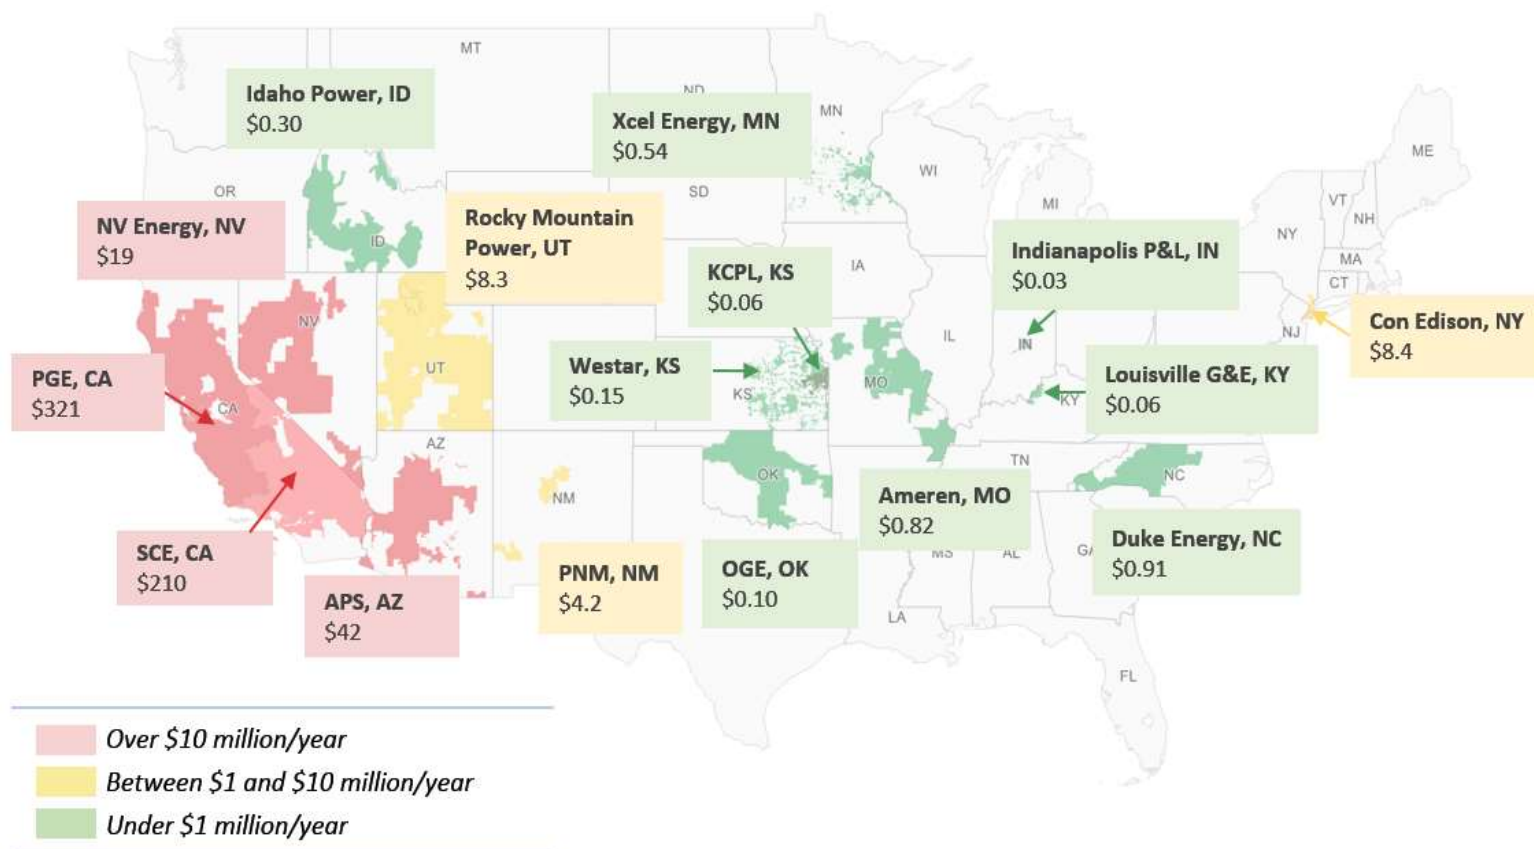 MT
Idaho Power, ID
$0.30
ND
Xcel Energy, MN
$0.54
MN
ME
WI
OR
SD
VT
NH
MI
NY
NV Energy, NV
$19
Rocky Mountain
Power, UT
$8.3
ID
KCPL, KS
$0.06
IA
Indianapolis P&L, IN
$0.03
MA
CT
NV
IL
IN
NJ
Con Edison, NY
$8.4
PGE, CA
$321
CA
UT
Westar, KS
$0.15
KS
MO
Louisville G&E, KY
$0.06
KY
AZ
NM
OK
TN
NC
SCE, CA
$210
APS, AZ
$42
PNM, NM
$4.2
OGE, OK
$0.10
Ameren, MO
$0.82
MS
AL
GA
Duke Energy, NC
$0.91
LA
FL
Over $10 million/year
Between $1 and $10 million/year
Under $1 million/year